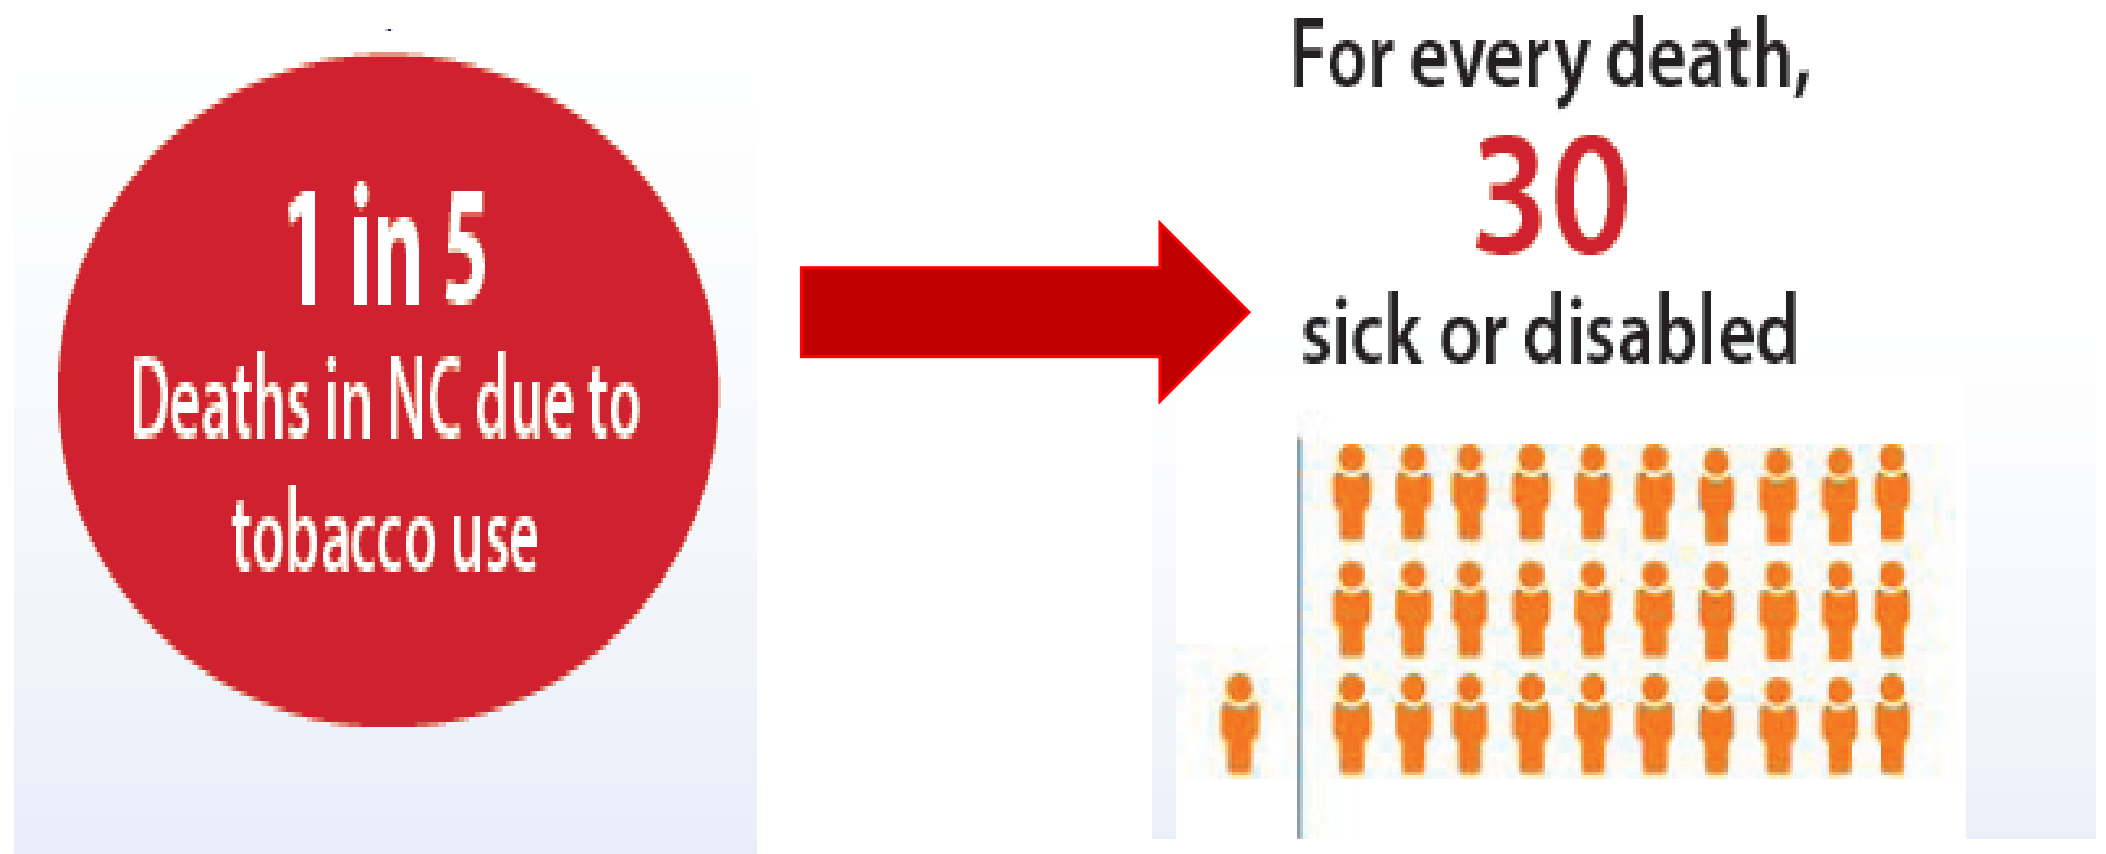 1 in 5
Deaths in NC due to
tobacco use
For every death,
30
sick or disabled